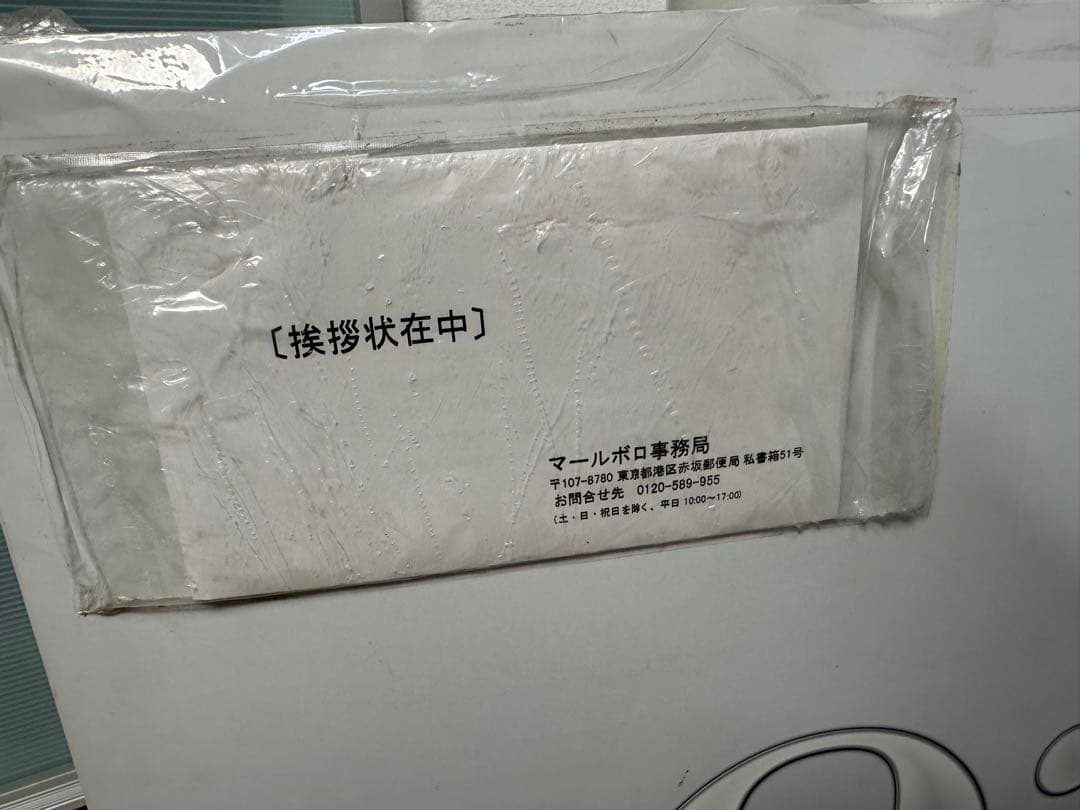 〔挨拶状在中〕
マールボロ事務局
〒107-8780 東京都港区赤坂郵便局 私書箱51号
お問合せ先 0120-589-955
(土・日・祝日を除く、平日 10:00〜17:00)